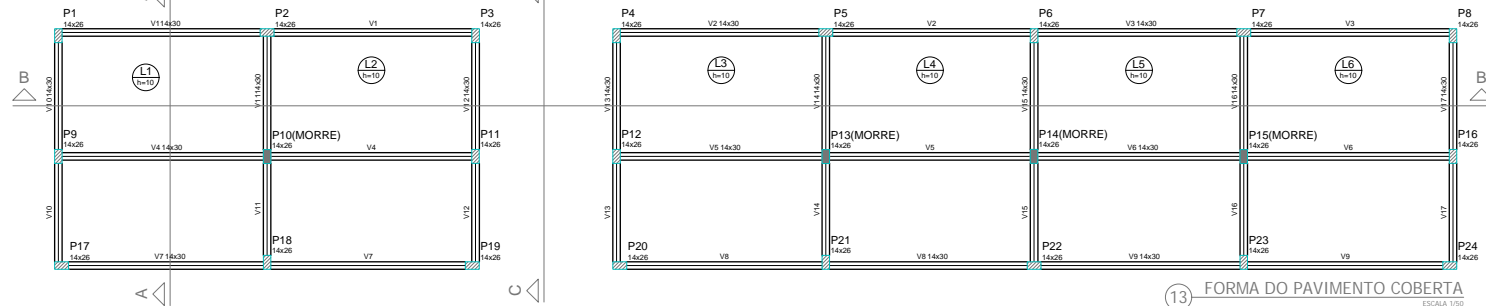 P1
14x26
V1 14x30
P2
14x26
V1
P3
14x26
P4
14x26
V2 14x30
P5
14x26
V2
P6
14x26
V3 14x30
P7
14x26
V3
P8
14x26
B
L1
h=10
L2
h=10
L3
h=10
L4
h=10
L5
h=10
L6
h=10
B
V10 14x30
V11 14x30
V12 14x30
V13 14x30
V14 14x30
V15 14x30
V16 14x30
V17 14x30
P9
14x26
V4 14x30
P10(MORRE)
14x26
V4
P11
14x26
P12
14x26
V5 14x30
P13(MORRE)
14x26
V5
P14(MORRE)
14x26
V6 14x30
P15(MORRE)
14x26
V6
P16
14x26
V10
V11
V12
V13
V14
V15
V16
V17
P17
14x26
V7 14x30
P18
14x26
V7
P19
14x26
P20
14x26
V8
P21
14x26
V8 14x30
P22
14x26
V9 14x30
P23
14x26
V9
P24
14x26
A
C
13
FORMA DO PAVIMENTO COBERTA
ESCALA 1/50